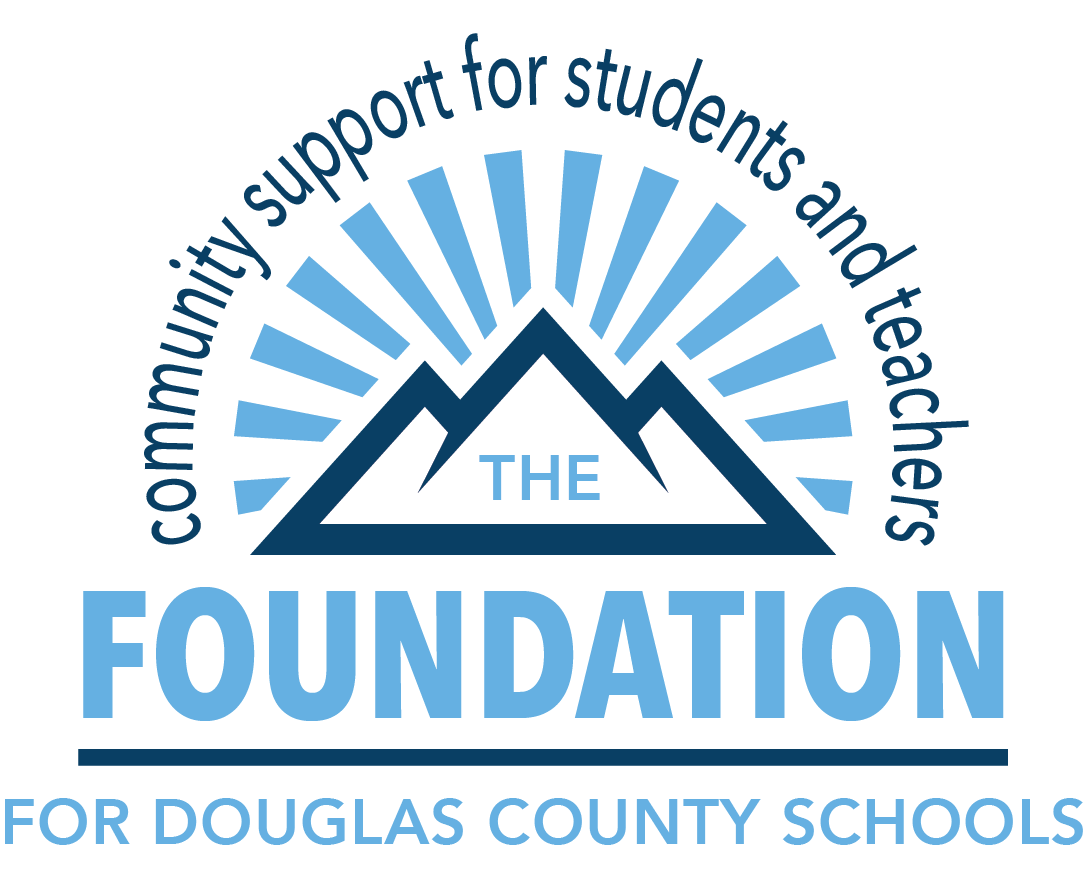 community support for students and teachers
THE
FOUNDATION
FOR DOUGLAS COUNTY SCHOOLS